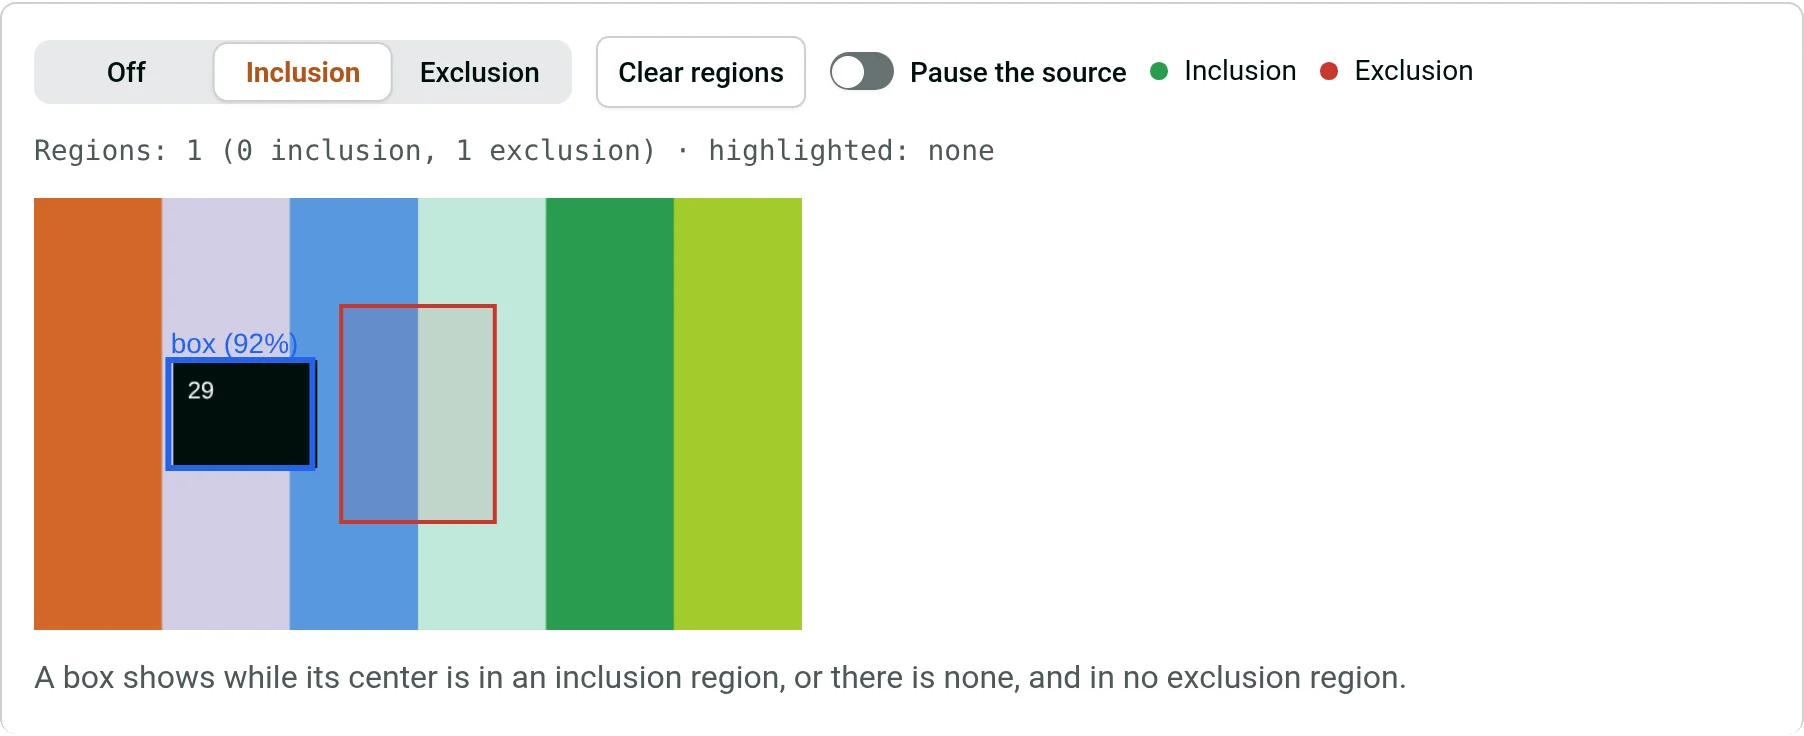 Off Inclusion Exclusion Clear regions Pause the source Inclusion Exclusion
Regions: 1 (0 inclusion, 1 exclusion) · highlighted: none
box (92%)
29
A box shows while its center is in an inclusion region, or there is none, and in no exclusion region.